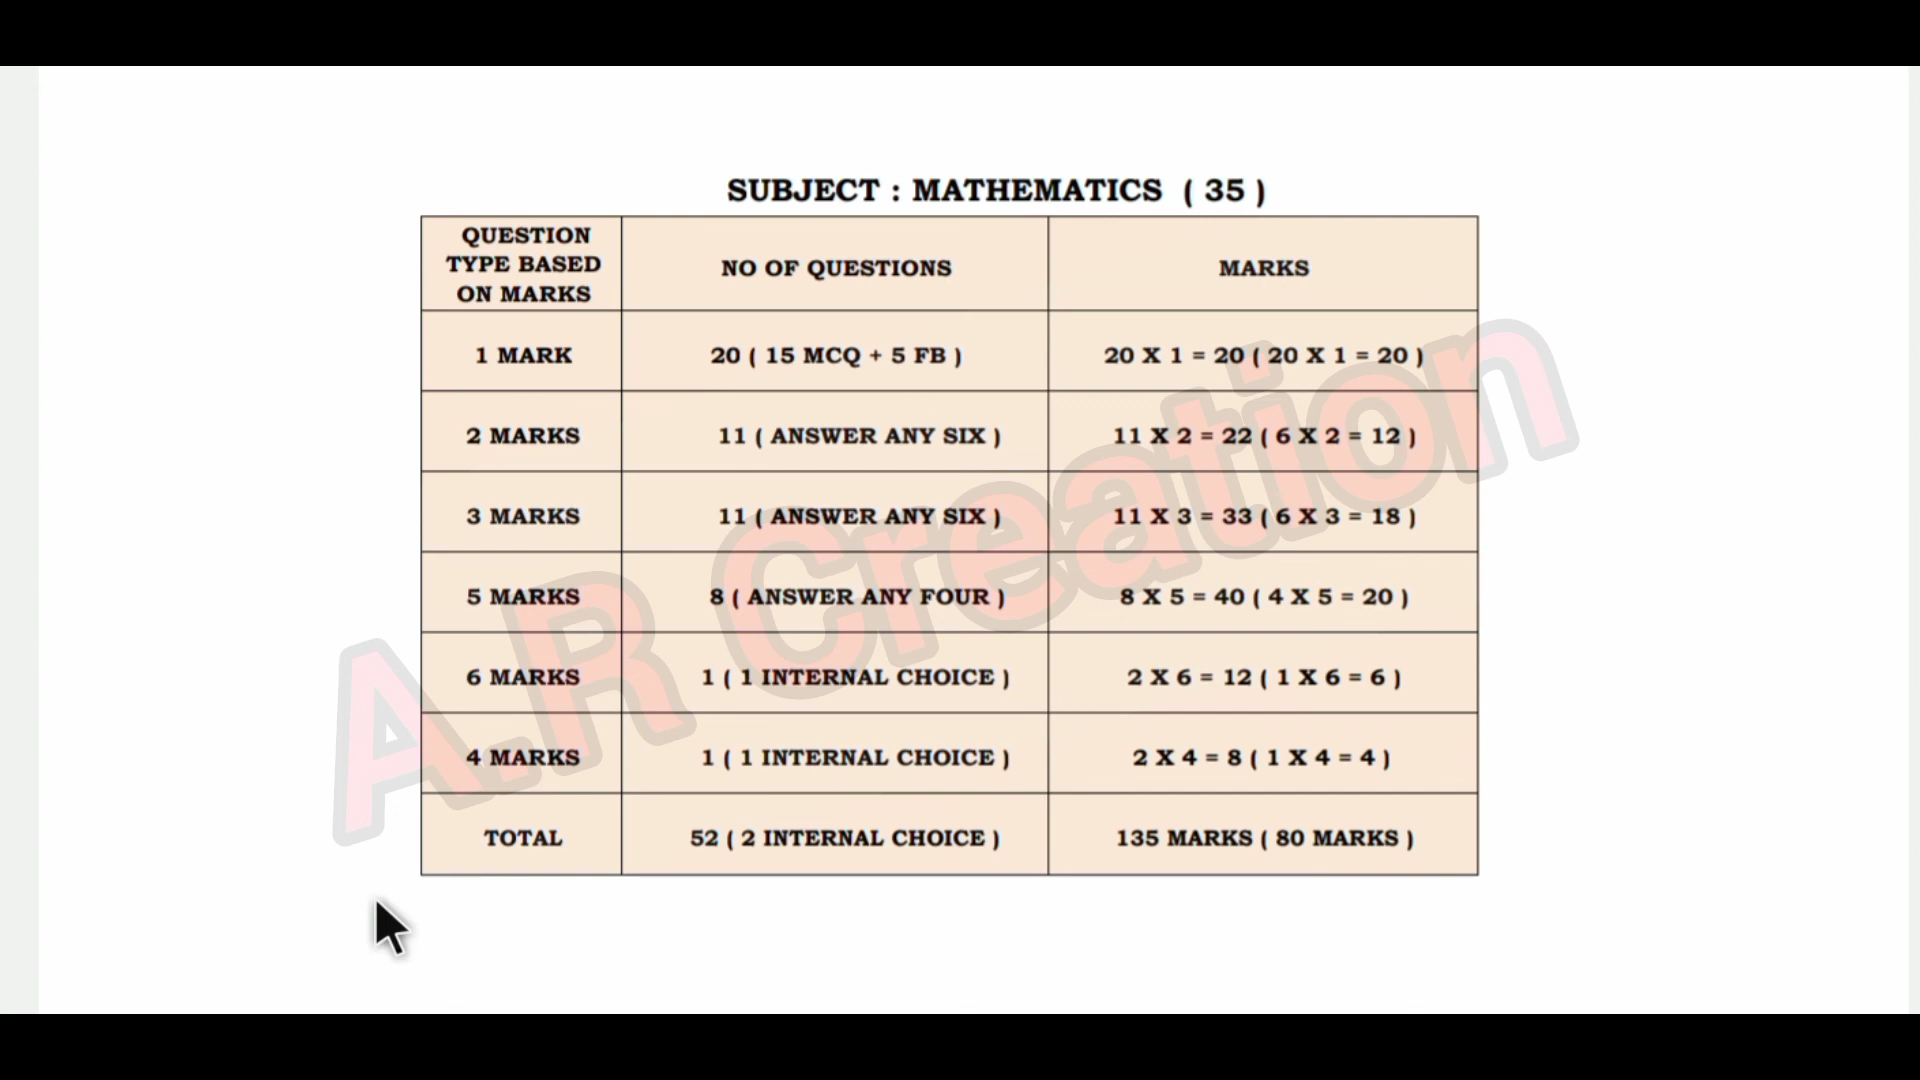 SUBJECT : MATHEMATICS ( 35 )
QUESTION TYPE BASED ON MARKS
NO OF QUESTIONS
MARKS
1 MARK
20 ( 15 MCQ + 5 FB )
20 X 1 = 20 ( 20 X 1 = 20 )
2 MARKS
11 ( ANSWER ANY SIX )
11 X 2 = 22 ( 6 X 2 = 12 )
3 MARKS
11 ( ANSWER ANY SIX )
11 X 3 = 33 ( 6 X 3 = 18 )
5 MARKS
8 ( ANSWER ANY FOUR )
8 X 5 = 40 ( 4 X 5 = 20 )
6 MARKS
1 ( 1 INTERNAL CHOICE )
2 X 6 = 12 ( 1 X 6 = 6 )
4 MARKS
1 ( 1 INTERNAL CHOICE )
2 X 4 = 8 ( 1 X 4 = 4 )
TOTAL
52 ( 2 INTERNAL CHOICE )
135 MARKS ( 80 MARKS )
A.R Creation